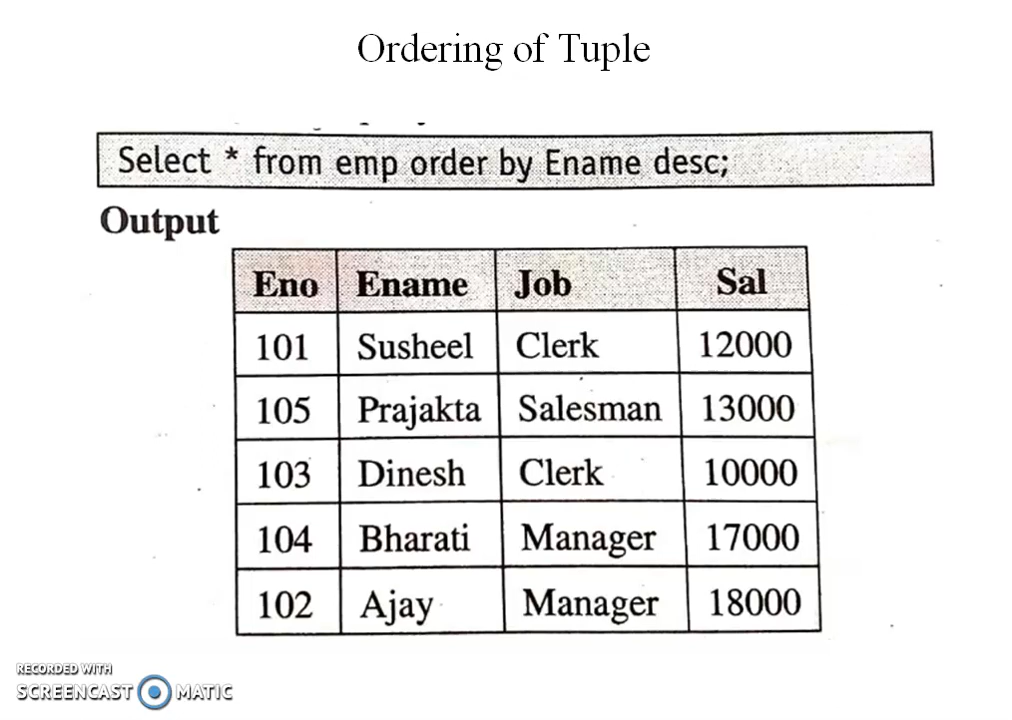 Ordering of Tuple
Select * from emp order by Ename desc;
Output
Eno Ename Job Sal
101 Susheel Clerk 12000
105 Prajakta Salesman 13000
103 Dinesh Clerk 10000
104 Bharati Manager 17000
102 Ajay Manager 18000
RECORDED WITH
SCREENCAST MATIC